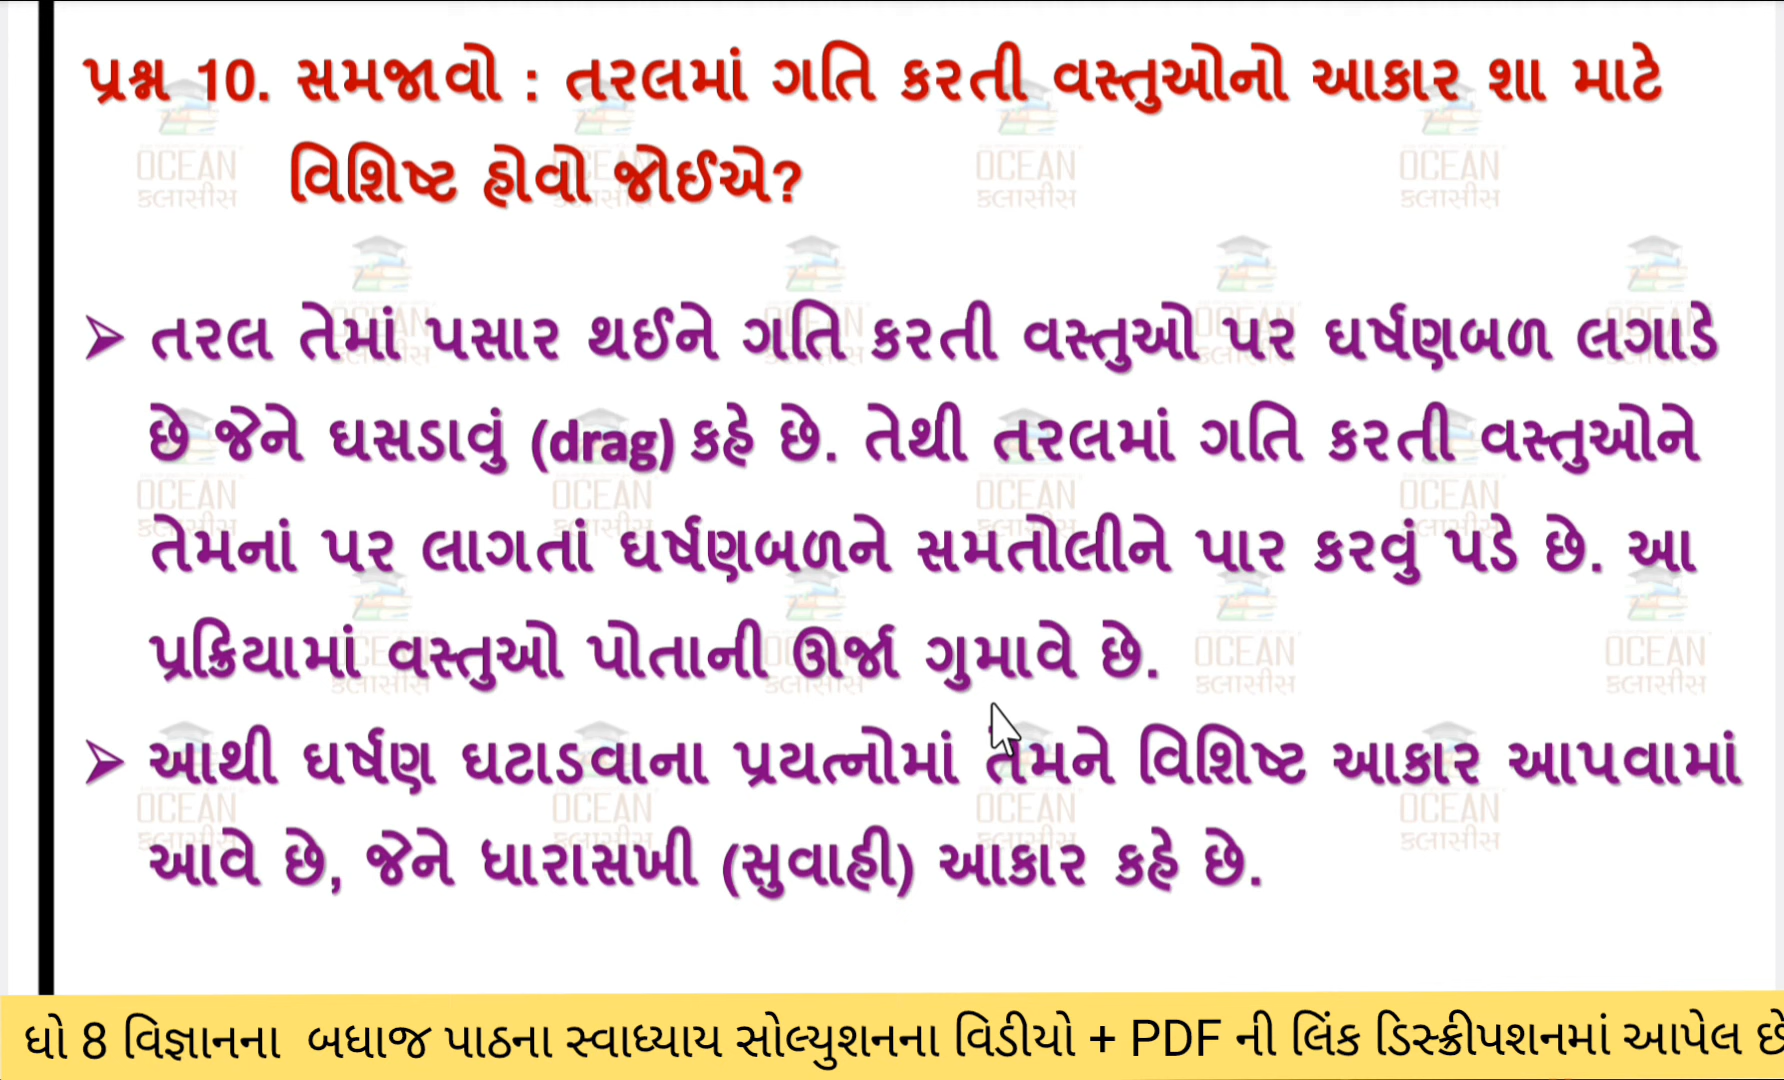 પ્રશ્ન 10. સમજાવો : તરલમાં ગતિ કરતી વસ્તુઓનો આકાર શા માટે
વિશિષ્ટ હોવો જોઈએ?
➢ તરલ તેમાં પસાર થઈને ગતિ કરતી વસ્તુઓ પર ઘર્ષણબળ લગાડે
છે જેને ઘસડાવું (drag) કહે છે. તેથી તરલમાં ગતિ કરતી વસ્તુઓને
તેમનાં પર લાગતાં ઘર્ષણબળને સમતોલીને પાર કરવું પડે છે. આ
પ્રક્રિયામાં વસ્તુઓ પોતાની ઊર્જા ગુમાવે છે.
➢ આથી ઘર્ષણ ઘટાડવાના પ્રયત્નોમાં તેમને વિશિષ્ટ આકાર આપવામાં
આવે છે, જેને ધારાસખી (સુવાહી) આકાર કહે છે.
ધો 8 વિજ્ઞાનના બધાજ પાઠના સ્વાધ્યાય સોલ્યુશનના વિડીયો + PDF ની લિંક ડિસ્ક્રીપશનમાં આપેલ છે
OCEAN
ક્લાસીસ